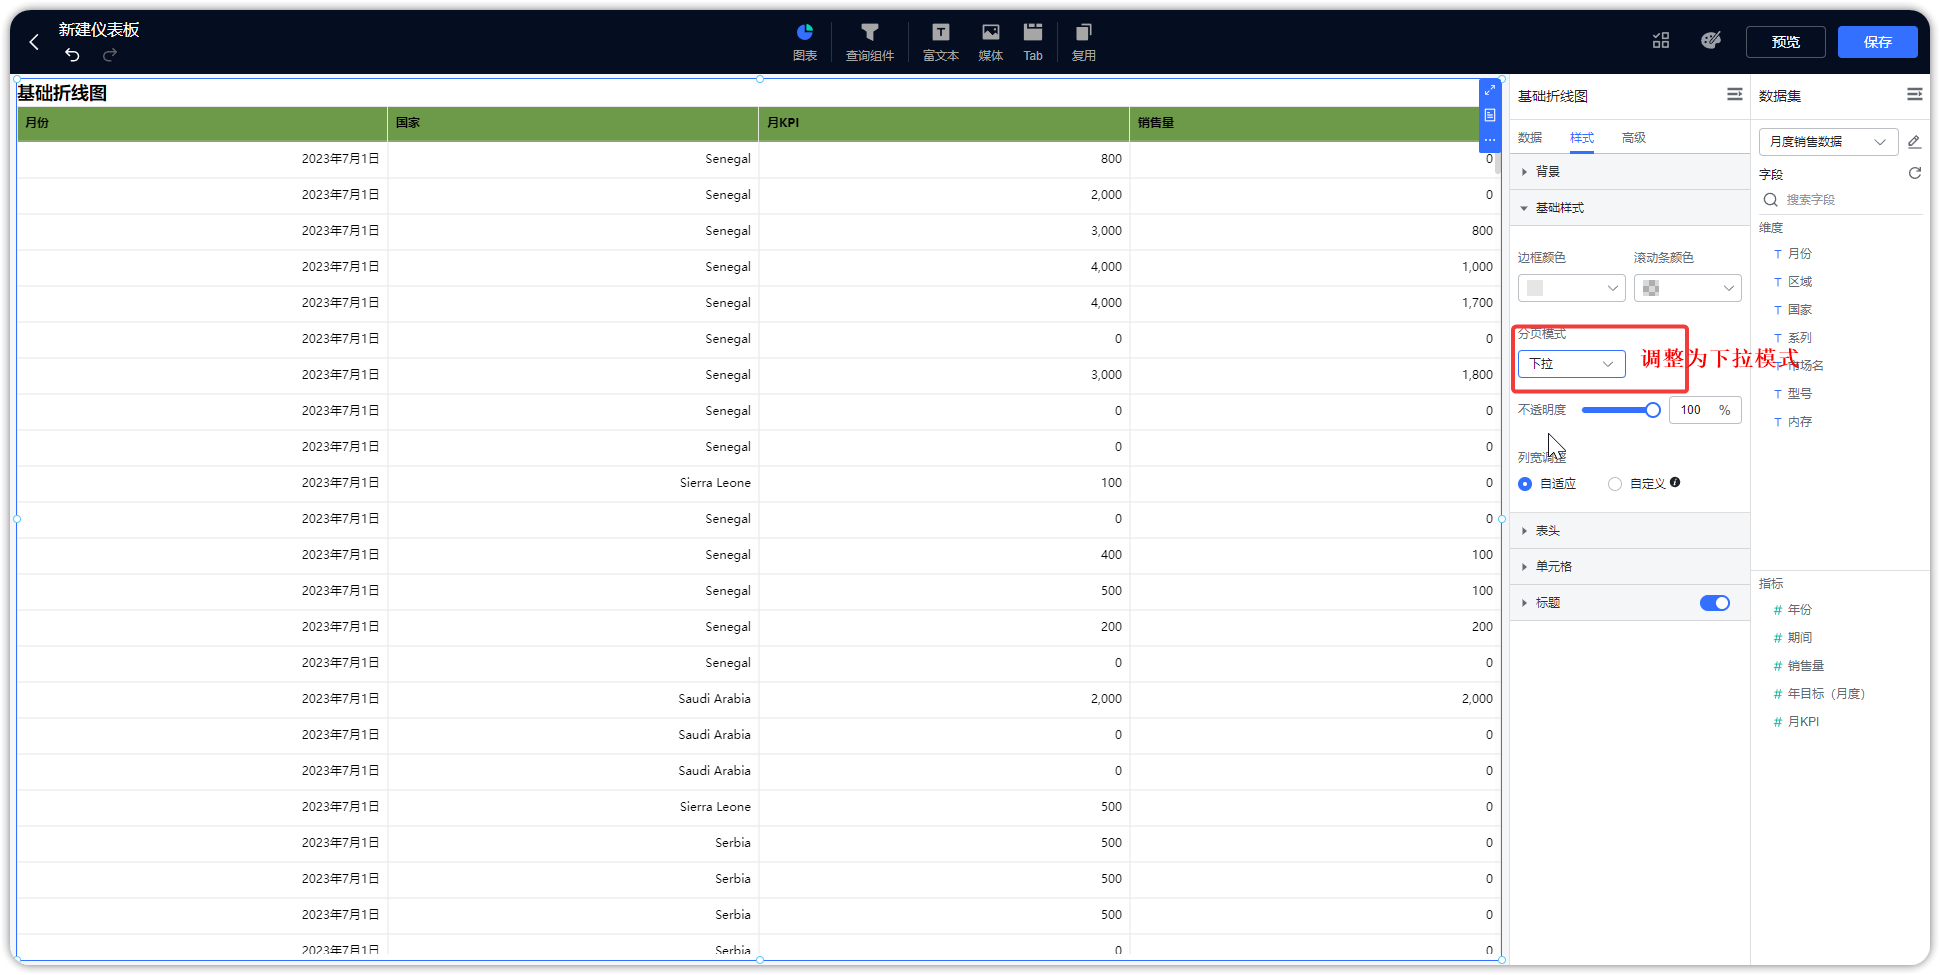 新建仪表板
图表
查询组件
富文本
媒体
Tab
复用
预览
保存
基础折线图
月份 国家 月KPI 销售量
2023年7月1日 Senegal 800 0
2023年7月1日 Senegal 2,000 0
2023年7月1日 Senegal 3,000 800
2023年7月1日 Senegal 4,000 1,000
2023年7月1日 Senegal 4,000 1,700
2023年7月1日 Senegal 0 0
2023年7月1日 Senegal 3,000 1,800
2023年7月1日 Senegal 0 0
2023年7月1日 Senegal 0 0
2023年7月1日 Sierra Leone 100 0
2023年7月1日 Senegal 0 0
2023年7月1日 Senegal 400 100
2023年7月1日 Senegal 500 100
2023年7月1日 Senegal 200 200
2023年7月1日 Senegal 0 0
2023年7月1日 Saudi Arabia 2,000 2,000
2023年7月1日 Saudi Arabia 0 0
2023年7月1日 Saudi Arabia 0 0
2023年7月1日 Sierra Leone 500 0
2023年7月1日 Serbia 500 0
2023年7月1日 Serbia 500 0
2023年7月1日 Serbia 500 0
2023年7月1日 Serbia 0 0
基础折线图
数据 样式 高级
背景
基础样式
边框颜色 滚动条颜色
分页模式
下拉
调整为下拉模式
不透明度 100 %
列宽调整
自适应 自定义
表头
单元格
标题
数据集
月度销售数据
字段
搜索字段
维度
T 月份
T 区域
T 国家
T 系列
T 市场名
T 型号
T 内存
指标
# 年份
# 期间
# 销售量
# 年目标（月度）
# 月KPI